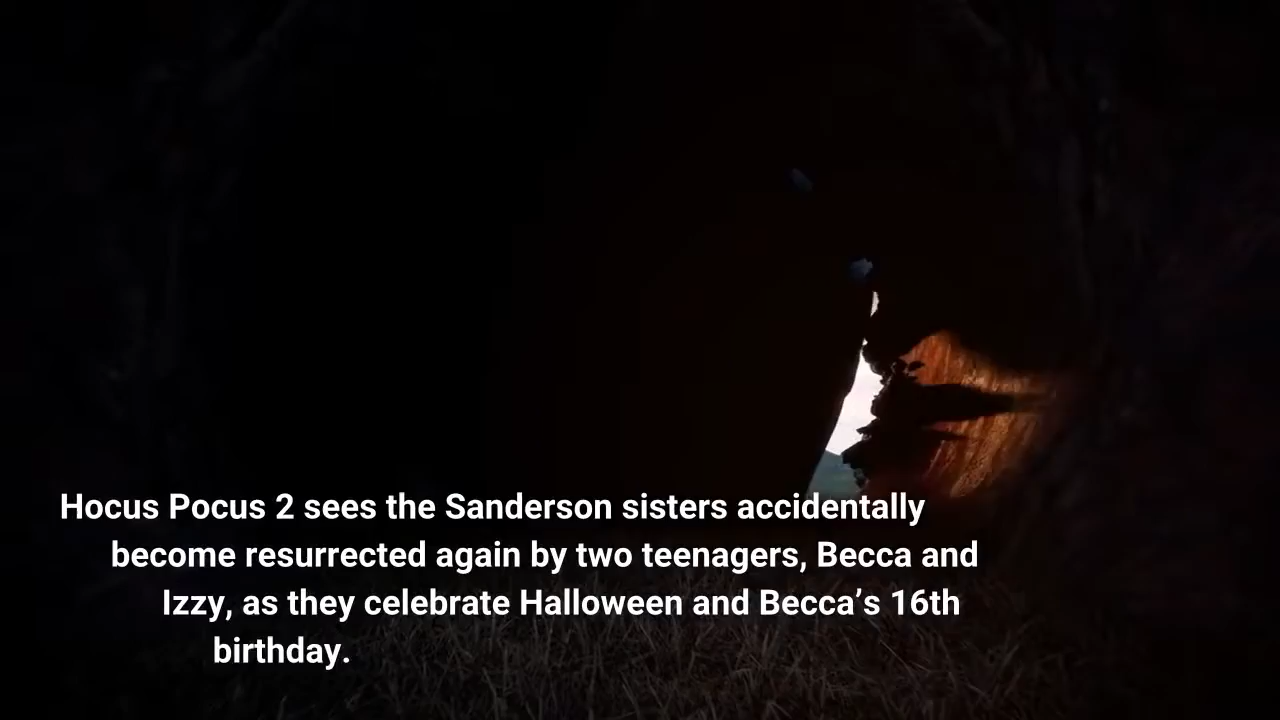 Hocus Pocus 2 sees the Sanderson sisters accidentally
become resurrected again by two teenagers, Becca and
Izzy, as they celebrate Halloween and Becca’s 16th
birthday.